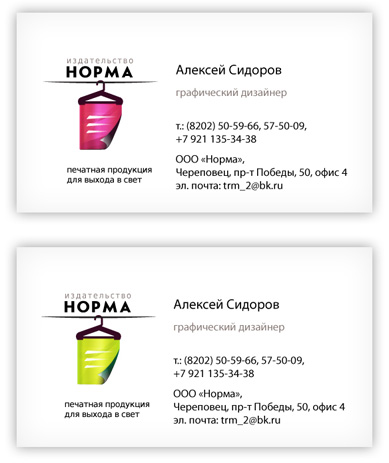 издательство
НОРМА
печатная продукция
для выхода в свет
Алексей Сидоров
графический дизайнер
т.: (8202) 50-59-66, 57-50-09,
+7 921 135-34-38
ООО «Норма»,
Череповец, пр-т Победы, 50, офис 4
эл. почта: trm_2@bk.ru
издательство
НОРМА
печатная продукция
для выхода в свет
Алексей Сидоров
графический дизайнер
т.: (8202) 50-59-66, 57-50-09,
+7 921 135-34-38
ООО «Норма»,
Череповец, пр-т Победы, 50, офис 4
эл. почта: trm_2@bk.ru